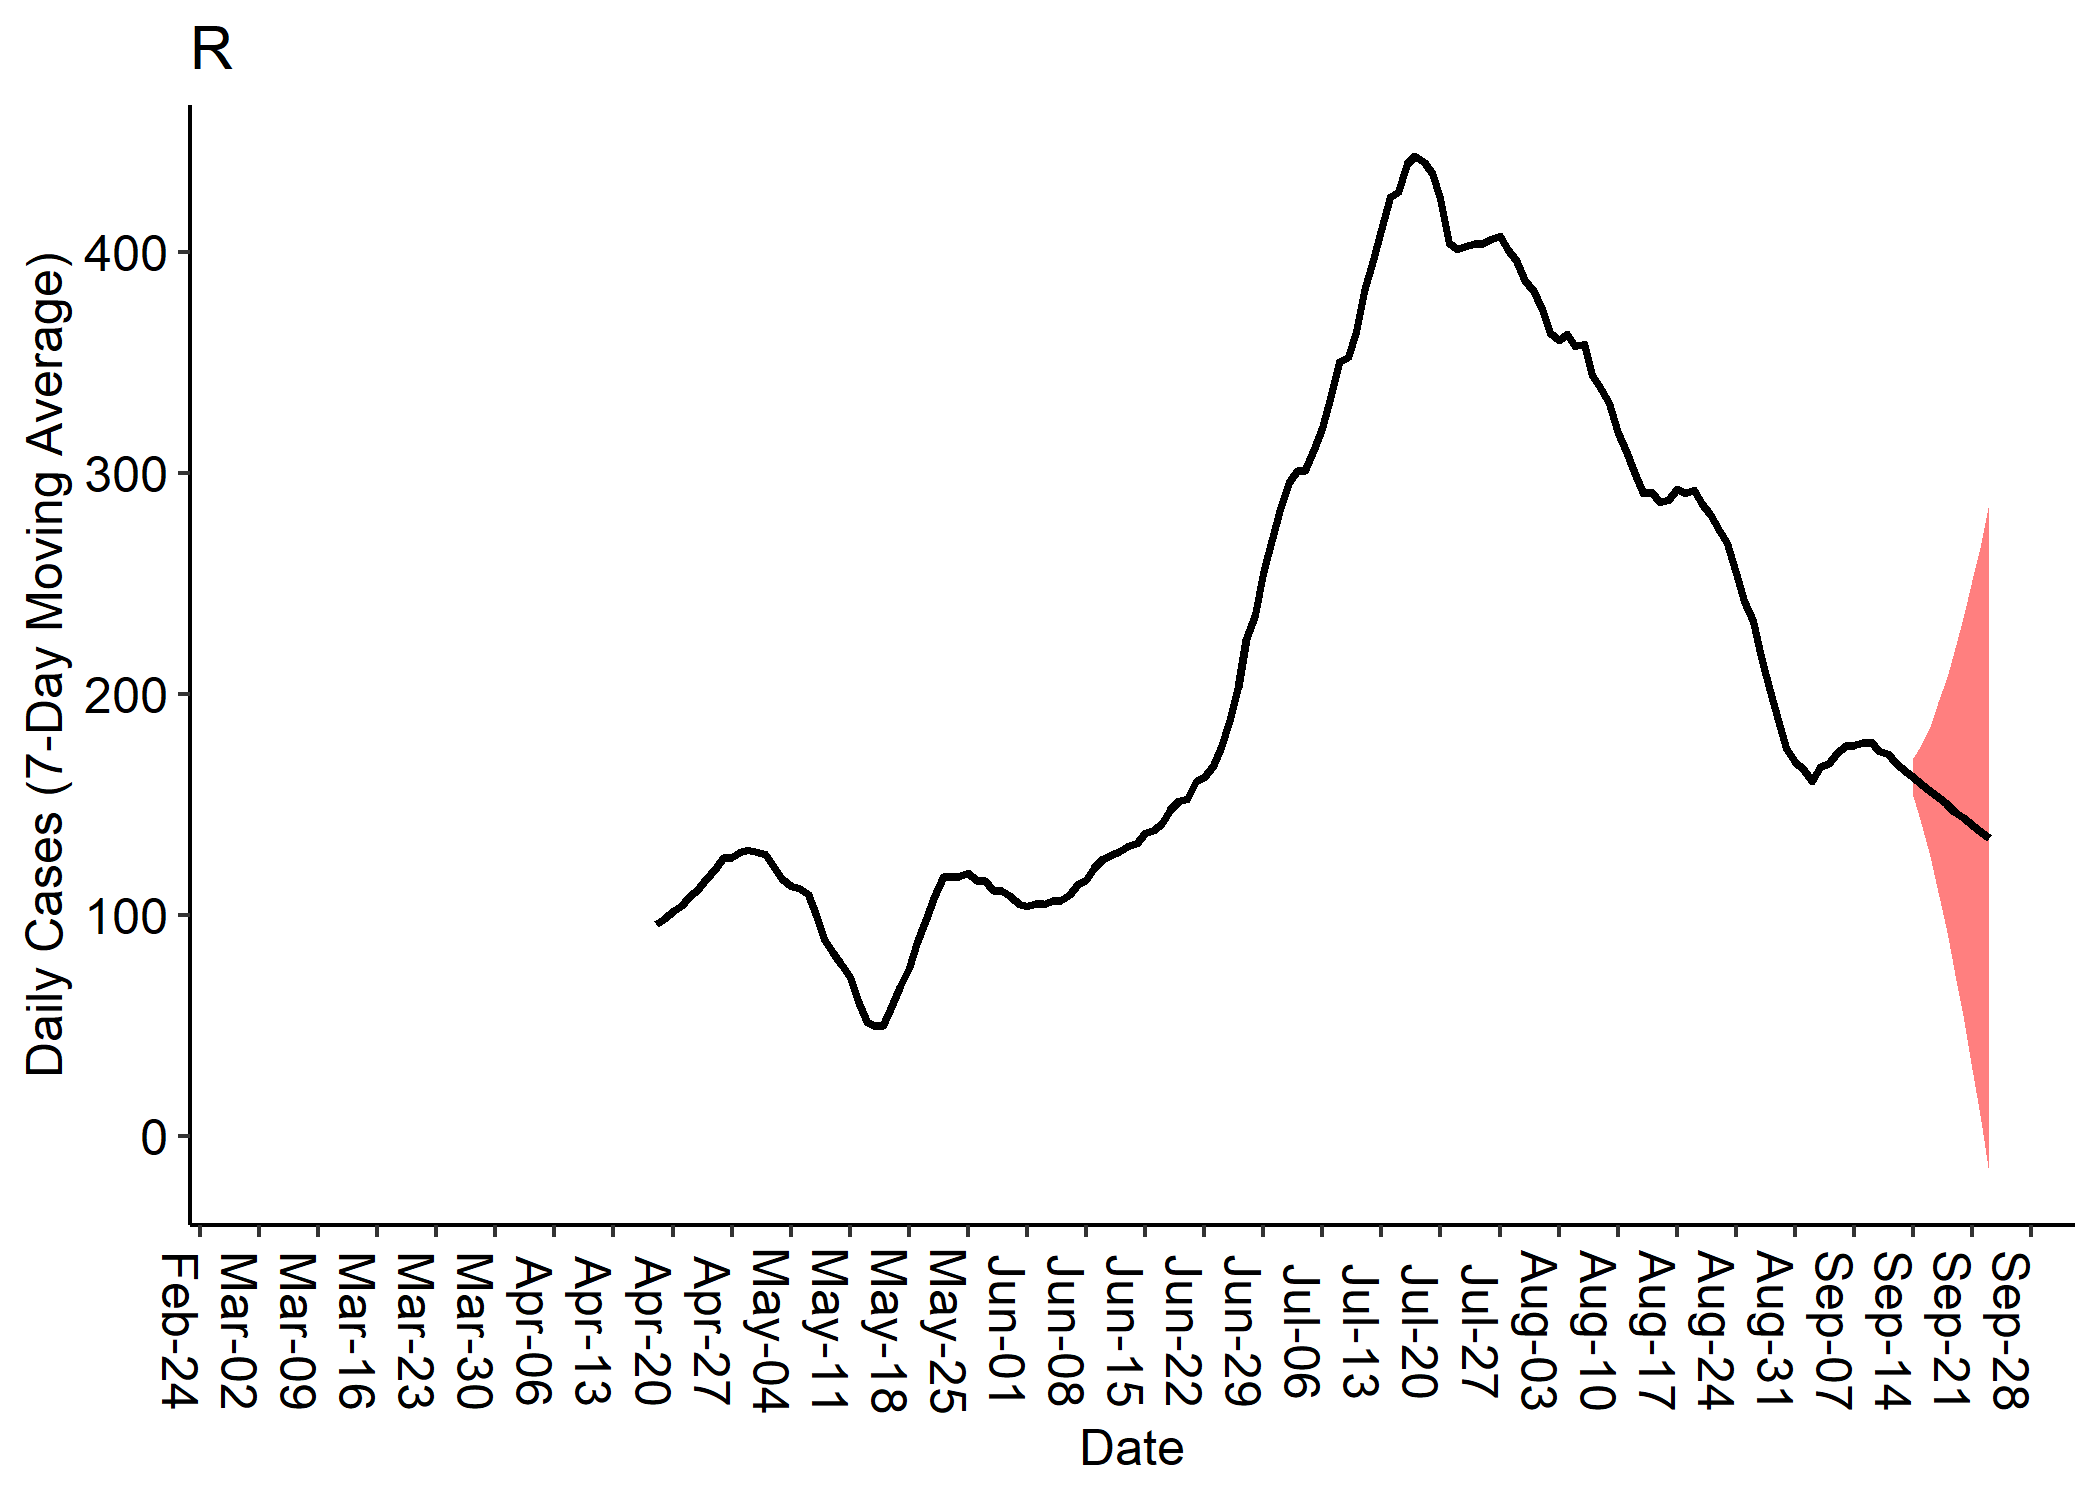 R
Daily Cases (7-Day Moving Average)
400
300
200
100
0
Feb-24
Mar-02
Mar-09
Mar-16
Mar-23
Mar-30
Apr-06
Apr-13
Apr-20
Apr-27
May-04
May-11
May-18
May-25
Jun-01
Jun-08
Jun-15
Jun-22
Jun-29
Jul-06
Jul-13
Jul-20
Jul-27
Aug-03
Aug-10
Aug-17
Aug-24
Aug-31
Sep-07
Sep-14
Sep-21
Sep-28
Date